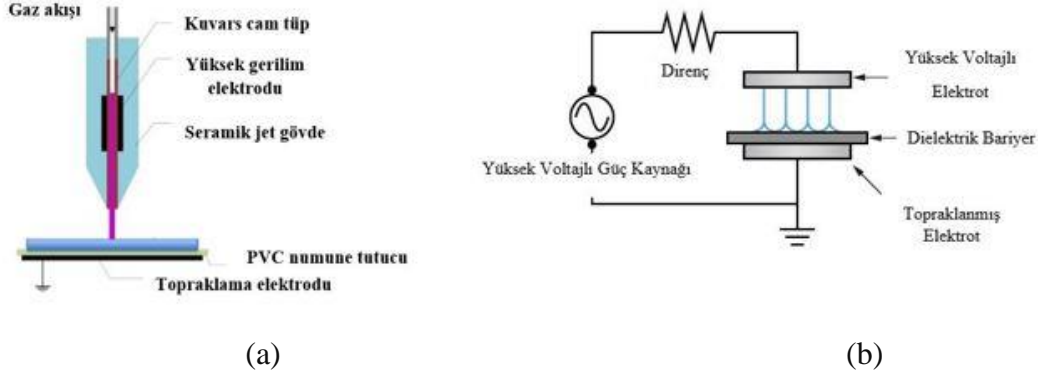 Gaz akışı
Kuvars cam tüp
Yüksek gerilim
elektrodu
Seramik jet gövde
PVC numune tutucu
Topraklama elektrodu
(a)
Direnç
Yüksek Voltajlı
Elektrot
Dielektrik Bariyer
Yüksek Voltajlı Güç Kaynağı
Topraklanmış
Elektrot
(b)